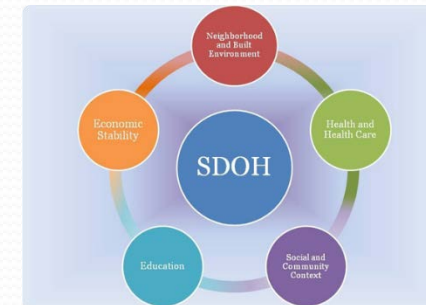 Neighborhood
and Built
Environment
Economic
Stability
Health and
Health Care
SDOH
Education
Social and
Community
Context